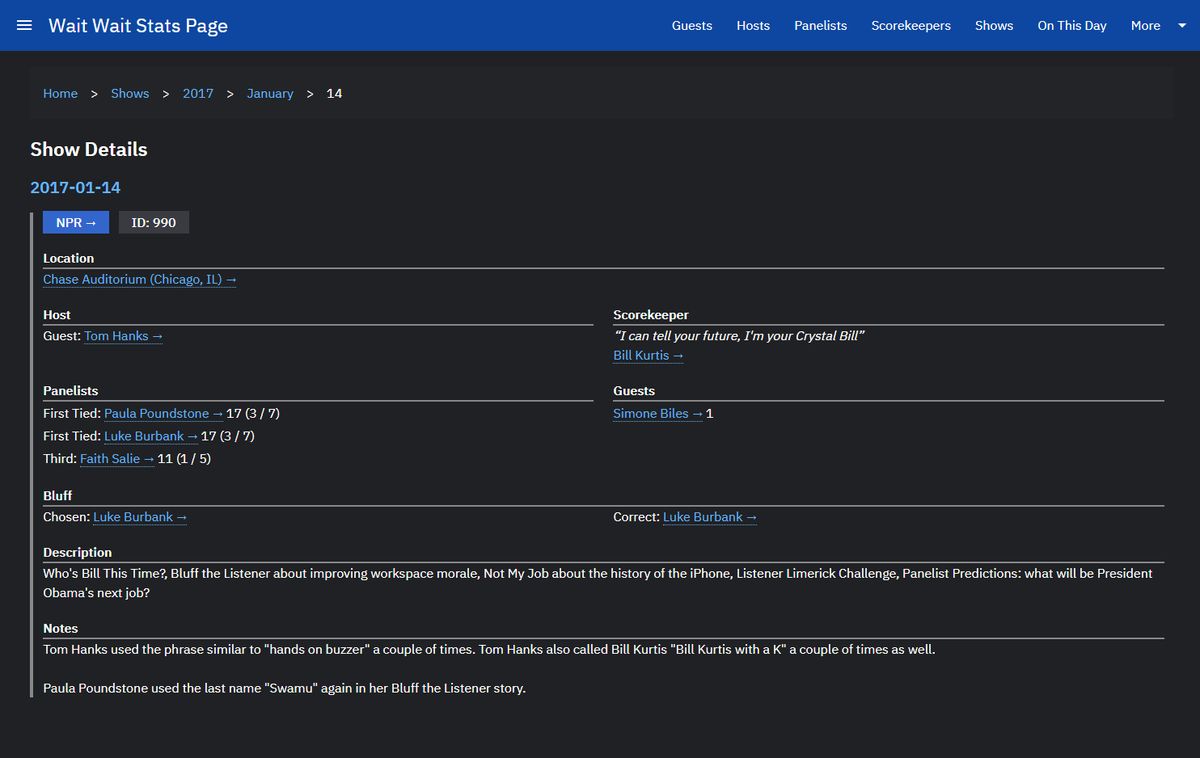 Wait Wait Stats Page
Guests Hosts Panelists Scorekeepers Shows On This Day More
Home > Shows > 2017 > January > 14
Show Details
2017-01-14
NPR → ID: 990
Location
Chase Auditorium (Chicago, IL) →
Host
Guest: Tom Hanks →
Scorekeeper
“I can tell your future, I'm your Crystal Bill”
Bill Kurtis →
Panelists
First Tied: Paula Poundstone → 17 (3 / 7)
First Tied: Luke Burbank → 17 (3 / 7)
Third: Faith Salie → 11 (1 / 5)
Guests
Simone Biles → 1
Bluff
Chosen: Luke Burbank →
Correct: Luke Burbank →
Description
Who's Bill This Time?, Bluff the Listener about improving workspace morale, Not My Job about the history of the iPhone, Listener Limerick Challenge, Panelist Predictions: what will be President
Obama's next job?
Notes
Tom Hanks used the phrase similar to "hands on buzzer" a couple of times. Tom Hanks also called Bill Kurtis "Bill Kurtis with a K" a couple of times as well.
Paula Poundstone used the last name "Swamu" again in her Bluff the Listener story.